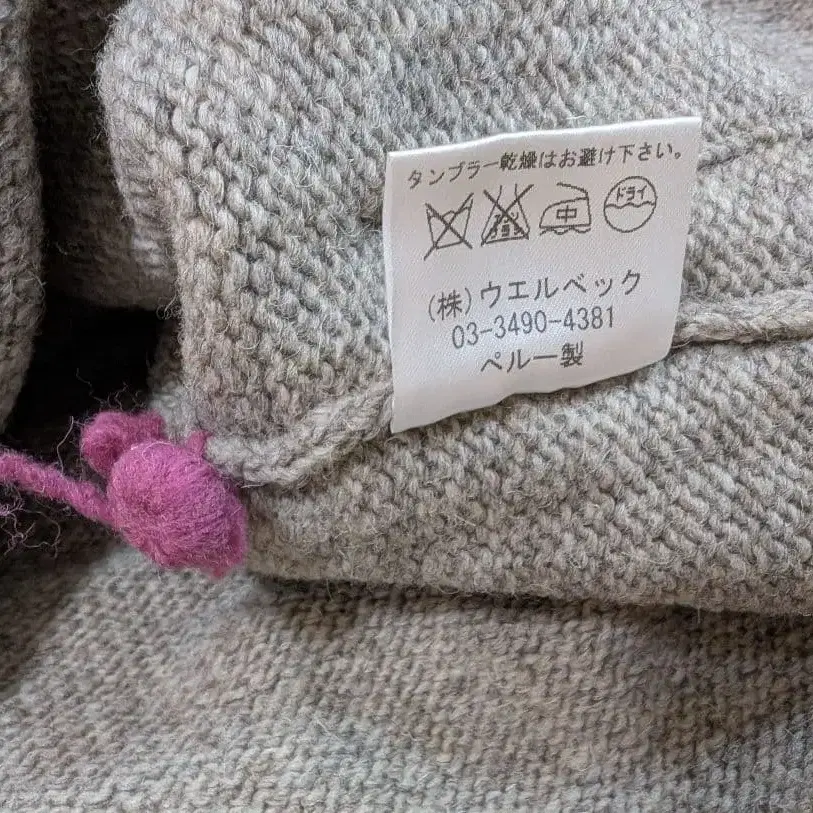 タンブラー乾燥はお避け下さい。
中 ドライ
(株)ウエルベック
03-3490-4381
ペルー製